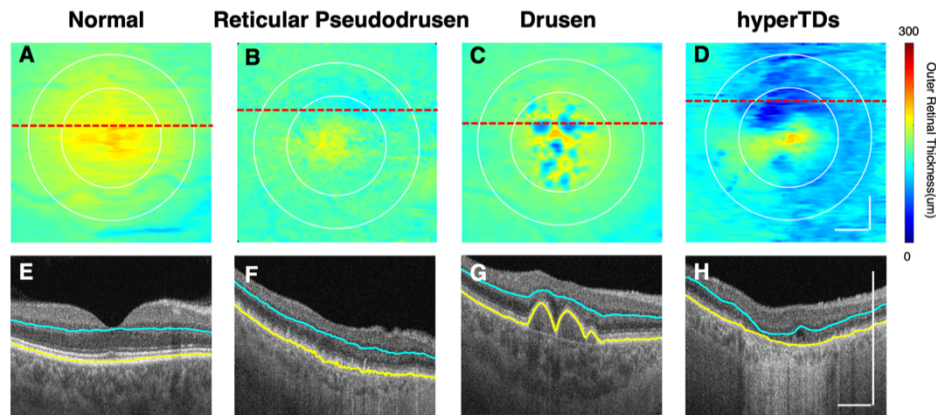 Normal
Reticular Pseudodrusen
Drusen
hyperTDs
A
B
C
D
300
Outer Retinal Thickness(um)
0
E
F
G
H